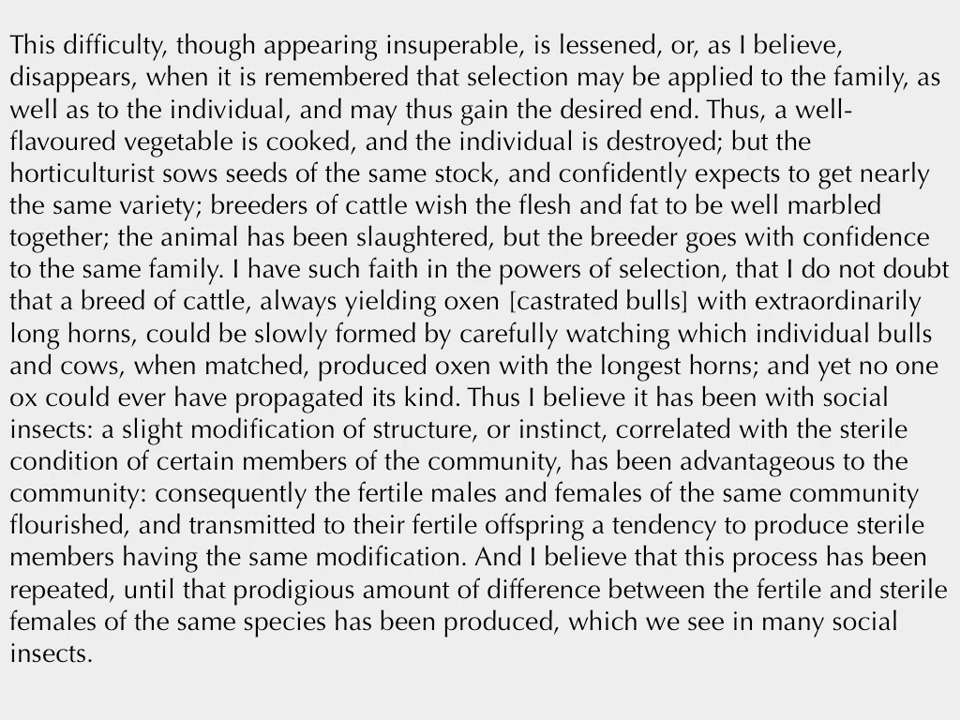 This difficulty, though appearing insuperable, is lessened, or, as I believe,
disappears, when it is remembered that selection may be applied to the family, as
well as to the individual, and may thus gain the desired end. Thus, a well-
flavoured vegetable is cooked, and the individual is destroyed; but the
horticulturist sows seeds of the same stock, and confidently expects to get nearly
the same variety; breeders of cattle wish the flesh and fat to be well marbled
together; the animal has been slaughtered, but the breeder goes with confidence
to the same family. I have such faith in the powers of selection, that I do not doubt
that a breed of cattle, always yielding oxen [castrated bulls] with extraordinarily
long horns, could be slowly formed by carefully watching which individual bulls
and cows, when matched, produced oxen with the longest horns; and yet no one
ox could ever have propagated its kind. Thus I believe it has been with social
insects: a slight modification of structure, or instinct, correlated with the sterile
condition of certain members of the community, has been advantageous to the
community: consequently the fertile males and females of the same community
flourished, and transmitted to their fertile offspring a tendency to produce sterile
members having the same modification. And I believe that this process has been
repeated, until that prodigious amount of difference between the fertile and sterile
females of the same species has been produced, which we see in many social
insects.